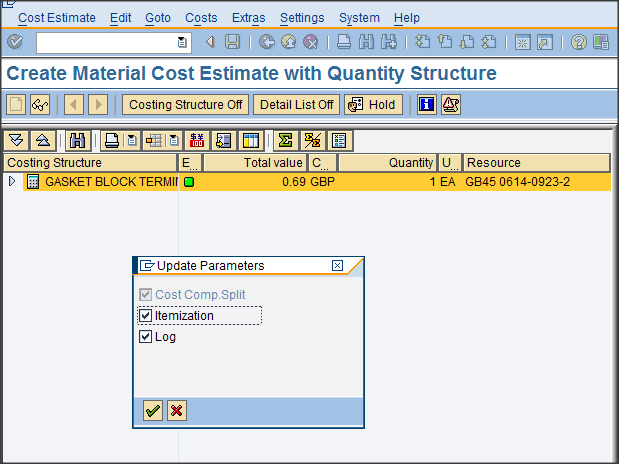 Cost Estimate Edit Goto Costs Extras Settings System Help
Create Material Cost Estimate with Quantity Structure
Costing Structure Off Detail List Off Hold
Costing Structure E... Total value C... Quantity U... Resource
GASKET BLOCK TERMIN 0.69 GBP 1 EA GB45 0614-0923-2
Update Parameters
Cost Comp.Split
Itemization
Log